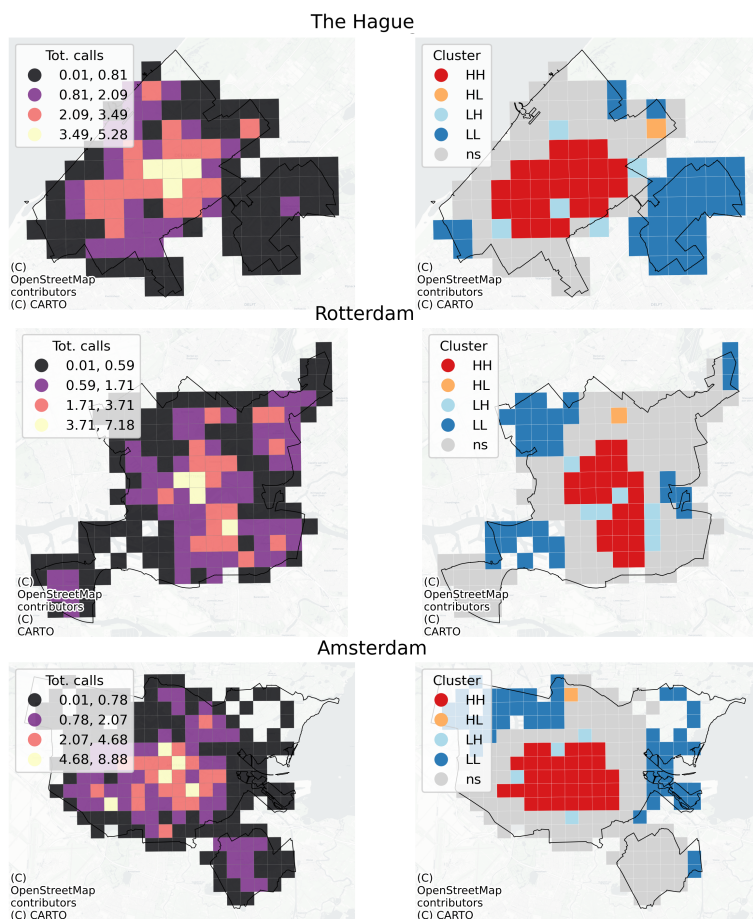 The Hague
Tot. calls
0.01, 0.81
0.81, 2.09
2.09, 3.49
3.49, 5.28
(C)
OpenStreetMap
contributors
(C) CARTO
Cluster
HH
HL
LH
LL
ns
(C)
OpenStreetMap
contributors
(C) CARTO
Rotterdam
Tot. calls
0.01, 0.59
0.59, 1.71
1.71, 3.71
3.71, 7.18
(C)
OpenStreetMap
contributors
(C)
CARTO
Cluster
HH
HL
LH
LL
ns
(C)
OpenStreetMap
contributors
(C)
CARTO
Amsterdam
Tot. calls
0.01, 0.78
0.78, 2.07
2.07, 4.68
4.68, 8.88
(C)
OpenStreetMap
contributors
(C) CARTO
Cluster
HH
HL
LH
LL
ns
(C)
OpenStreetMap
contributors
(C) CARTO